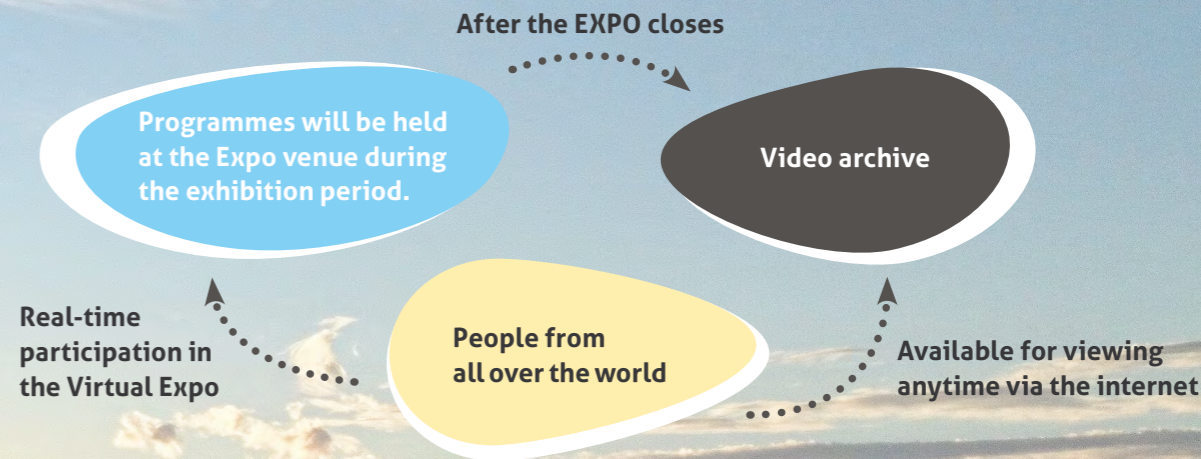 After the EXPO closes
Programmes will be held
at the Expo venue during
the exhibition period.
Video archive
Real-time
participation in
the Virtual Expo
People from
all over the world
Available for viewing
anytime via the internet